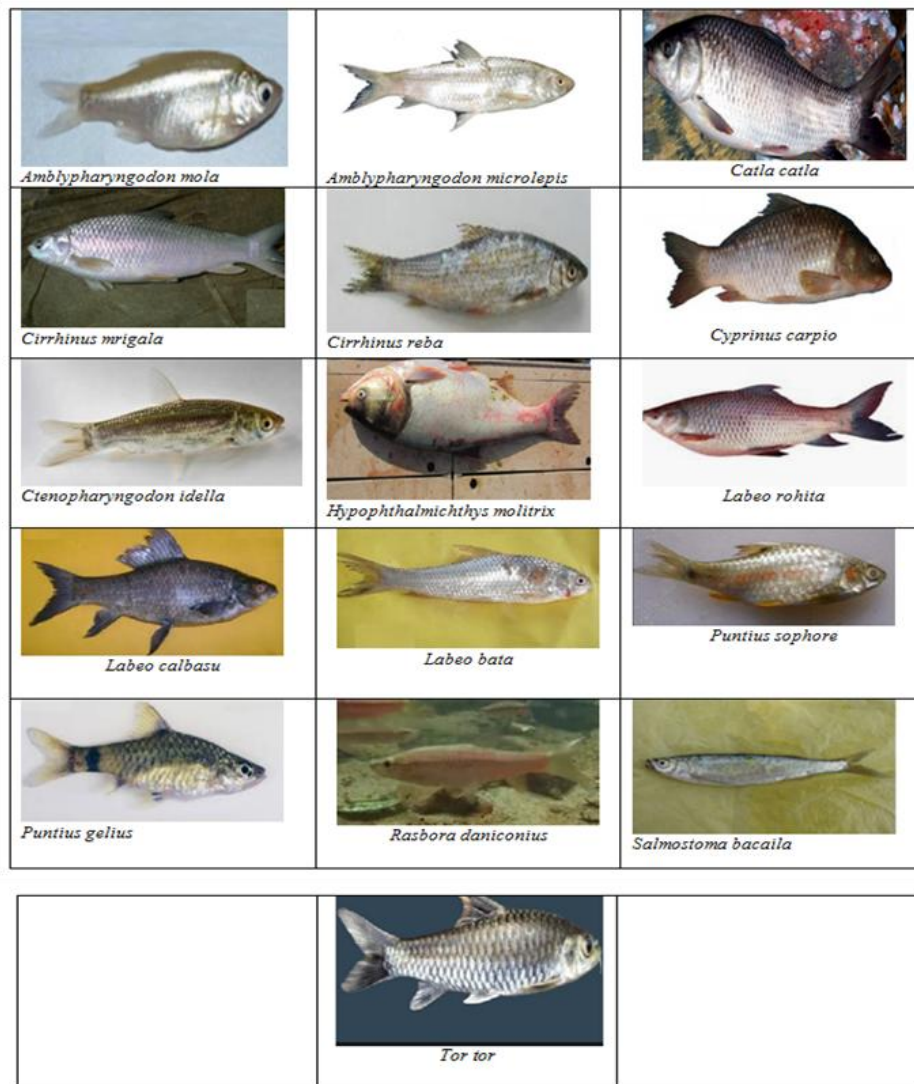 Amblypharyngodon mola
Amblypharyngodon microlepis
Catla catla
Cirrhinus mrigala
Cirrhinus reba
Cyprinus carpio
Ctenopharyngodon idella
Hypophthalmichthys molitrix
Labeo rohita
Labeo calbasu
Labeo bata
Puntius sophore
Puntius gelius
Rasbora daniconius
Salmostoma bacaila
Tor tor